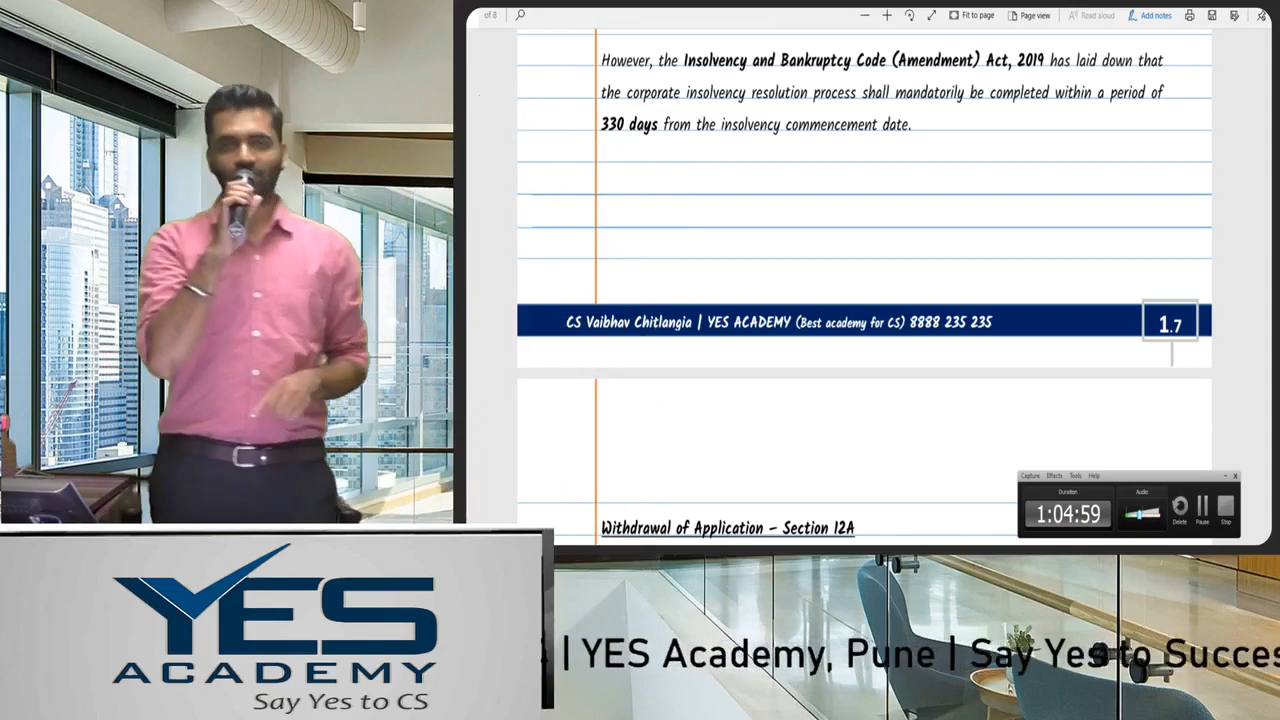 of 8
Fit to page
Page view
Read aloud
Add notes
However, the Insolvency and Bankruptcy Code (Amendment) Act, 2019 has laid down that
the corporate insolvency resolution process shall mandatorily be completed within a period of
330 days from the insolvency commencement date.
CS Vaibhav Chitlangia | YES ACADEMY (Best academy for CS) 8888 235 235
1.7
Withdrawal of Application – Section 12A
Capture Effects Tools Help
Duration
Audio
1:04:59
Delete
Pause
Stop
YES
ACADEMY
Say Yes to CS
| YES Academy, Pune | Say Yes to Succes